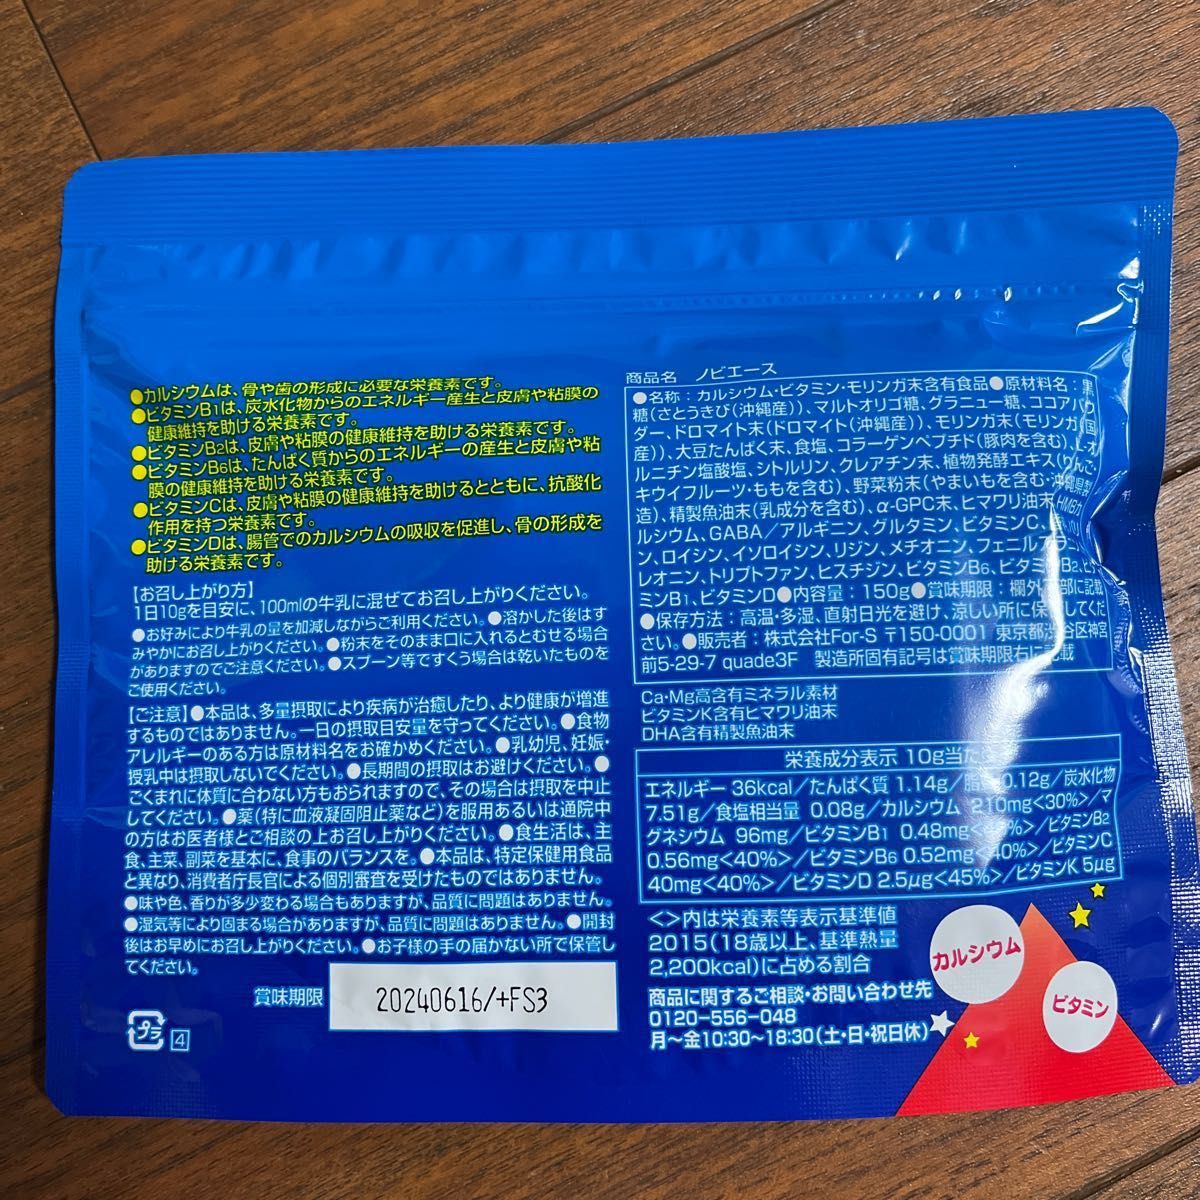 ●カルシウムは、骨や歯の形成に必要な栄養素です。
●ビタミンB1は、炭水化物からのエネルギー産生と皮膚や粘膜の
健康維持を助ける栄養素です。
●ビタミンB2は、皮膚や粘膜の健康維持を助ける栄養素です。
●ビタミンB6は、たんぱく質からのエネルギーの産生と皮膚や粘
膜の健康維持を助ける栄養素です。
●ビタミンCは、皮膚や粘膜の健康維持を助けるとともに、抗酸化
作用を持つ栄養素です。
●ビタミンDは、腸管でのカルシウムの吸収を促進し、骨の形成を
助ける栄養素です。
【お召し上がり方】
1日10gを目安に、100mlの牛乳に混ぜてお召し上がりください。
●お好みにより牛乳の量を加減しながらご利用ください。●溶かした後はす
みやかにお召し上がりください。●粉末をそのまま口に入れるとむせる場合
がありますのでご注意ください。●スプーン等ですくう場合は乾いたものを
ご使用ください。
【ご注意】●本品は、多量摂取により疾病が治癒したり、より健康が増進
するものではありません。一日の摂取目安量を守ってください。●食物
アレルギーのある方は原材料名をお確かめください。●乳幼児、妊娠・
授乳中は摂取しないでください。●長期間の摂取はお避けください。●
ごくまれに体質に合わない方もおられますので、その場合は摂取を中止
してください。●薬(特に血液凝固阻止薬など)を服用あるいは通院中
の方はお医者様とご相談の上お召し上がりください。●食生活は、主
食、主菜、副菜を基本に、食事のバランスを。●本品は、特定保健用食品
と異なり、消費者庁長官による個別審査を受けたものではありません。
●味や色、香りが多少変わる場合もありますが、品質に問題はありません。
●湿気等により固まる場合がありますが、品質に問題はありません。●開封
後はお早めにお召し上がりください。●お子様の手の届かない所で保管し
てください。
賞味期限 20240616/+FS3
プラ 4
商品名 ノビエース
●名称：カルシウム・ビタミン・モリンガ末含有食品●原材料名：黒
糖(さとうきび(沖縄産))、マルトオリゴ糖、グラニュー糖、ココアパウ
ダー、ドロマイト末(ドロマイト(沖縄産))、モリンガ末(モリンガ(国
産))、大豆たんぱく末、食塩、コラーゲンペプチド(豚肉を含む)、L-オ
ルニチン塩酸塩、シトルリン、クレアチン末、植物発酵エキス(りんご・
キウイフルーツ・ももを含む)、野菜粉末(やまいもを含む・沖縄県製
造)、精製魚油末(乳成分を含む)、α-GPC末、ヒマワリ油末、HMBカ
ルシウム、GABA／アルギニン、グルタミン、ビタミンC、
ン、ロイシン、イソロイシン、リジン、メチオニン、フェニルアラニン、
レオニン、トリプトファン、ヒスチジン、ビタミンB6、ビタミンB2、ビタ
ミンB1、ビタミンD●内容量：150g●賞味期限：欄外下部に記載
●保存方法：高温・多湿、直射日光を避け、涼しい所に保存してくだ
さい。●販売者：株式会社For-S 〒150-0001 東京都渋谷区神宮
前5-29-7 quade3F 製造所固有記号は賞味期限右に記載
Ca・Mg高含有ミネラル素材
ビタミンK含有ヒマワリ油末
DHA含有精製魚油末
栄養成分表示 10g当たり
エネルギー 36kcal／たんぱく質 1.14g／脂質 0.12g／炭水化物
7.51g／食塩相当量 0.08g／カルシウム 210mg<30%>／マ
グネシウム 96mg／ビタミンB1 0.48mg<40%>／ビタミンB2
0.56mg<40%>／ビタミンB6 0.52mg<40%>／ビタミンC
40mg<40%>／ビタミンD 2.5μg<45%>／ビタミンK 5μg
<>内は栄養素等表示基準値
2015(18歳以上、基準熱量
2,200kcal)に占める割合
商品に関するご相談・お問い合わせ先
0120-556-048
月〜金10:30〜18:30(土・日・祝日休)
カルシウム
ビタミン